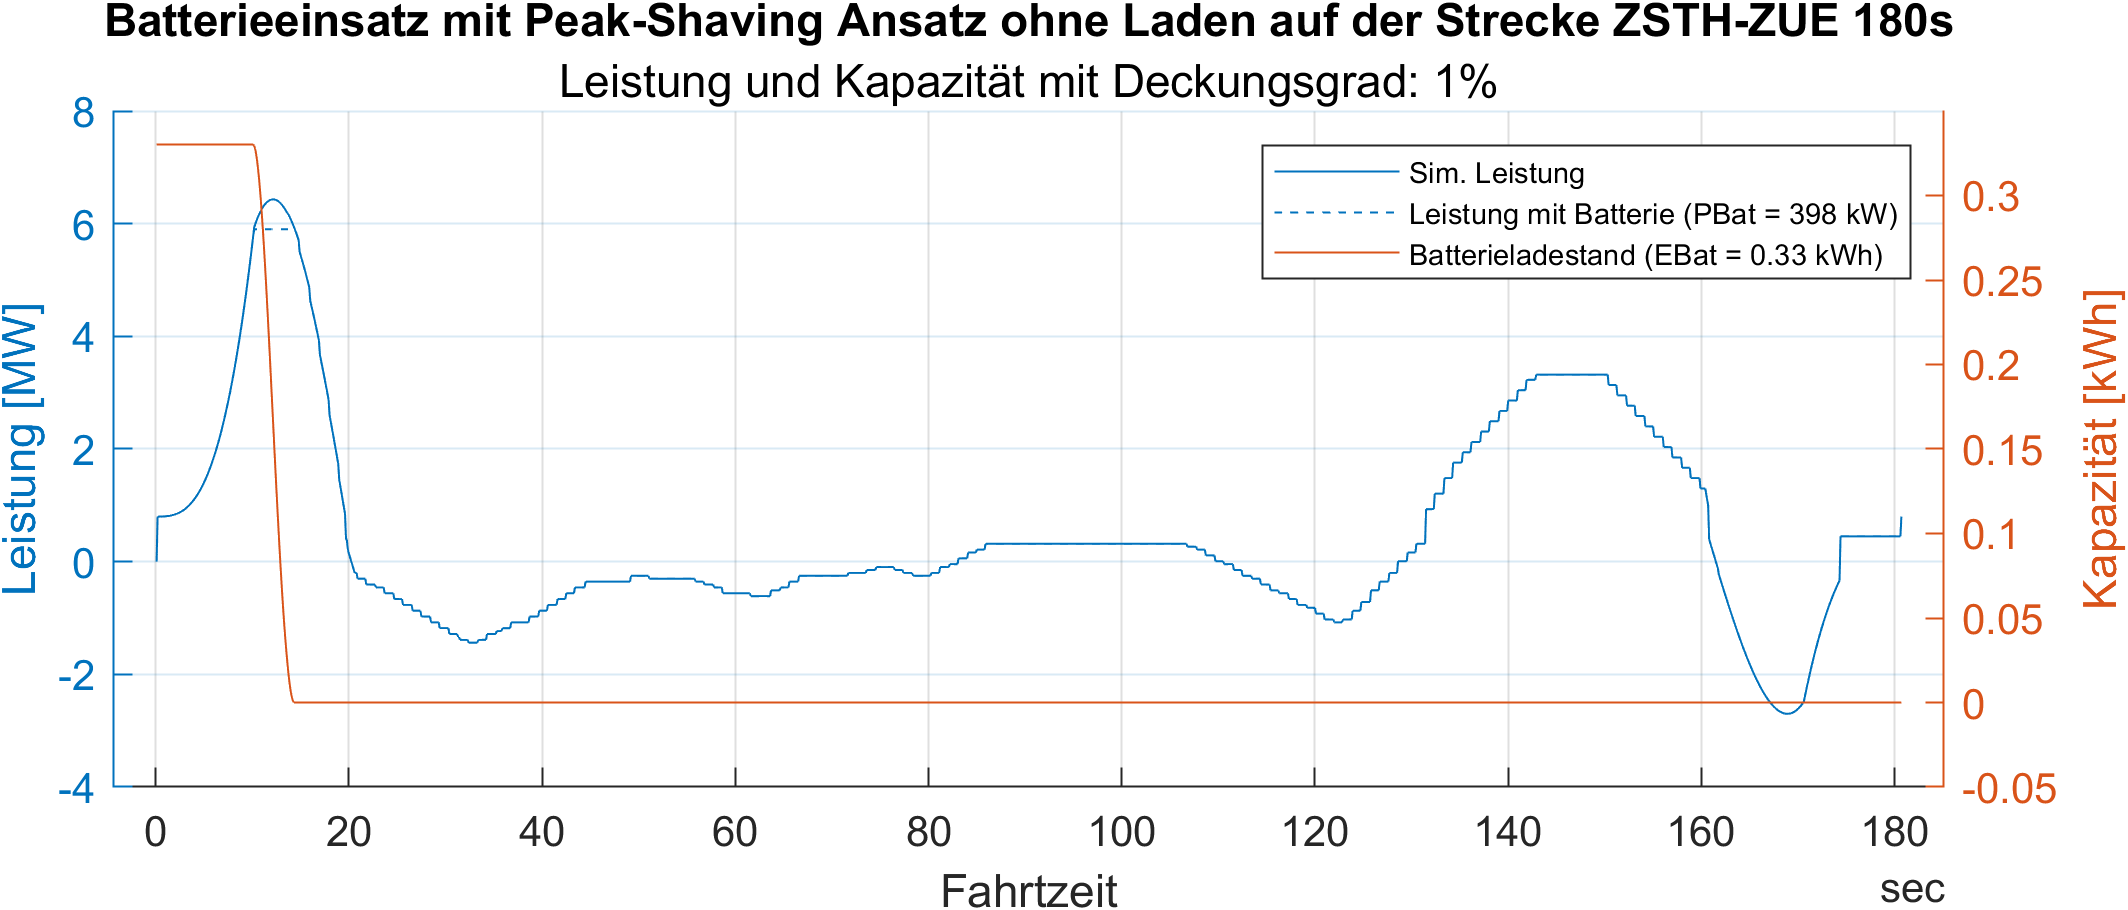 Batterieeinsatz mit Peak-Shaving Ansatz ohne Laden auf der Strecke ZSTH-ZUE 180s
Leistung und Kapazität mit Deckungsgrad: 1%
Leistung [MW]
8
6
4
2
0
-2
-4
Sim. Leistung
Leistung mit Batterie (PBat = 398 kW)
Batterieladestand (EBat = 0.33 kWh)
0.3
0.25
0.2
0.15
0.1
0.05
0
-0.05
Kapazität [kWh]
0 20 40 60 80 100 120 140 160 180
Fahrtzeit sec